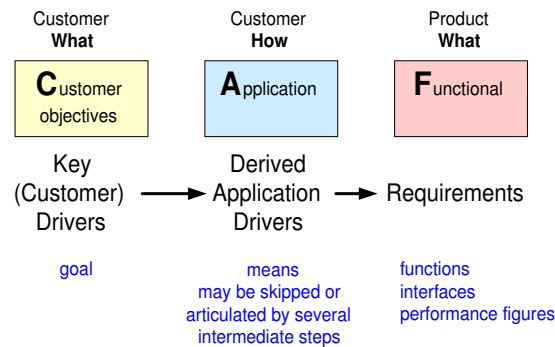 Customer
What
Customer
How
Product
What
Customer
objectives
Application
Functional
Key
(Customer)
Drivers
Derived
Application
Drivers
Requirements
goal
means
may be skipped or
articulated by several
intermediate steps
functions
interfaces
performance figures